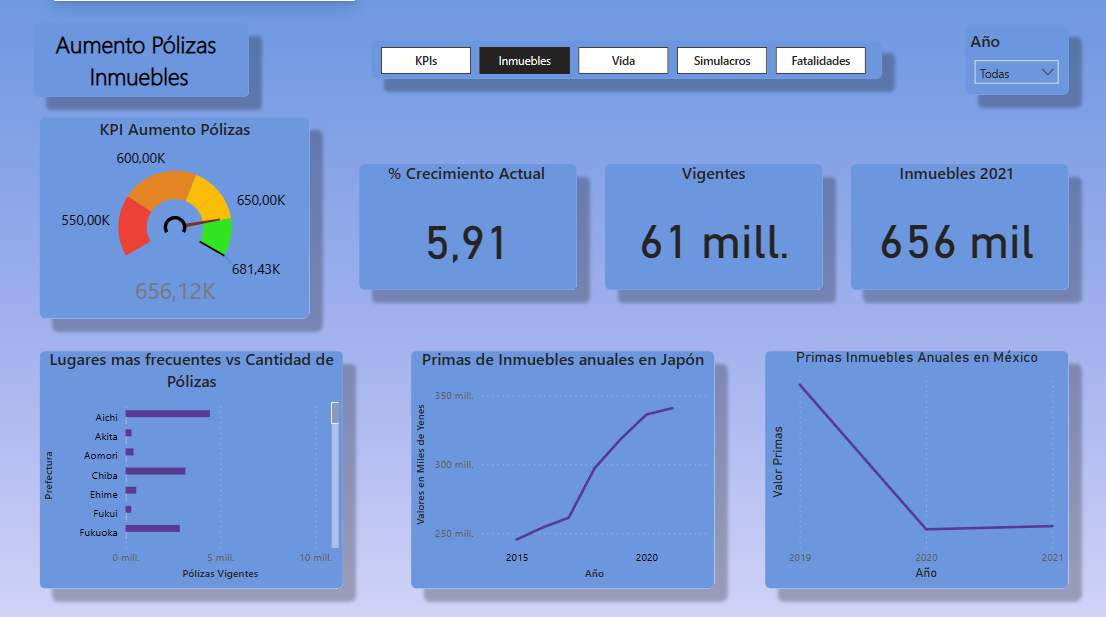 Aumento Pólizas
Inmuebles
KPIs
Inmuebles
Vida
Simulacros
Fatalidades
Año
Todas
KPI Aumento Pólizas
600,00K
550,00K
650,00K
681,43K
656,12K
% Crecimiento Actual
5,91
Vigentes
61 mill.
Inmuebles 2021
656 mil
Lugares mas frecuentes vs Cantidad de
Pólizas
Prefectura
Aichi
Akita
Aomori
Chiba
Ehime
Fukui
Fukuoka
0 mill.
5 mill.
10 mill.
Pólizas Vigentes
Primas de Inmuebles anuales en Japón
Valores en Miles de Yenes
350 mill.
300 mill.
250 mill.
2015
2020
Año
Primas Inmuebles Anuales en México
Valor Primas
2019
2020
2021
Año